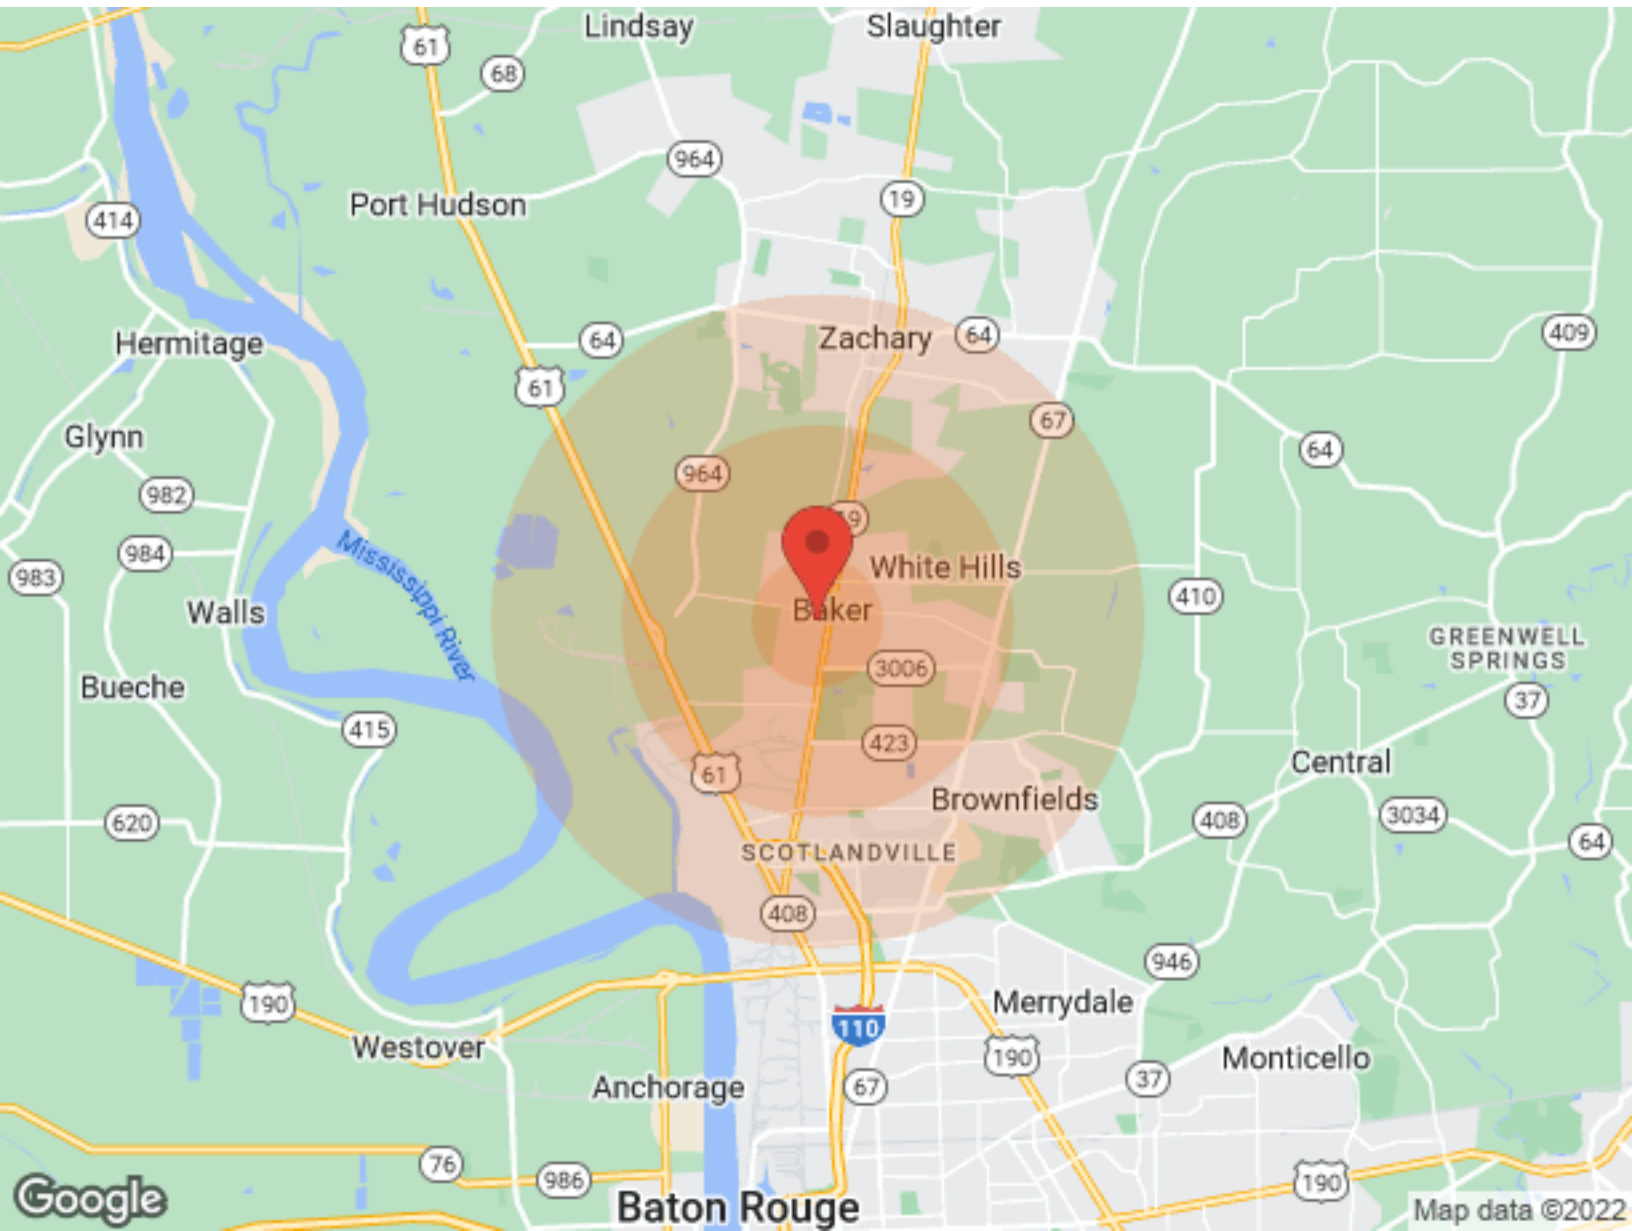 Lindsay
Slaughter
61
68
964
19
Port Hudson
414
Zachary
64
64
Hermitage
409
61
67
Glynn
64
964
982
19
Mississippi River
984
White Hills
983
410
Walls
Baker
GREENWELL
SPRINGS
3006
Bueche
37
415
423
61
Central
Brownfields
620
408
3034
64
SCOTLANDVILLE
408
946
190
Merrydale
110
Westover
190
Monticello
Anchorage
67
37
76
986
190
Google
Baton Rouge
Map data ©2022